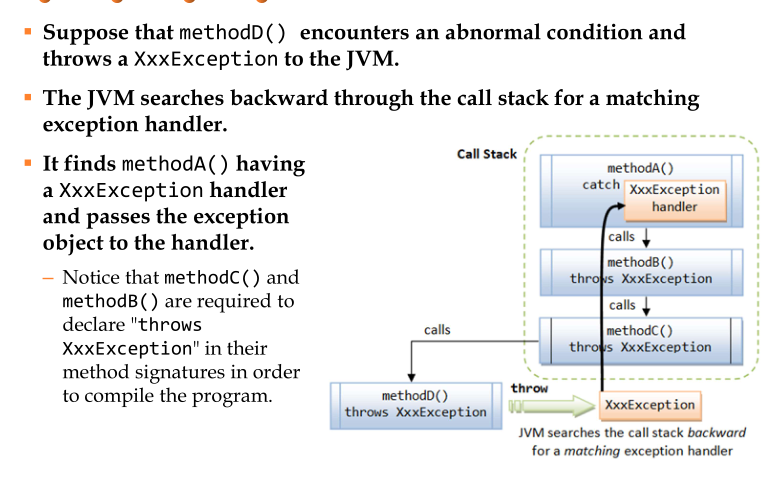 Suppose that methodD() encounters an abnormal condition and
throws a XxxException to the JVM.
The JVM searches backward through the call stack for a matching
exception handler.
It finds methodA() having
a XxxException handler
and passes the exception
object to the handler.
– Notice that methodC() and
methodB() are required to
declare "throws
XxxException" in their
method signatures in order
to compile the program.
Call Stack
methodA()
catch
XxxException
handler
calls
methodB()
throws XxxException
calls
methodC()
throws XxxException
calls
methodD()
throws XxxException
throw
XxxException
JVM searches the call stack backward
for a matching exception handler